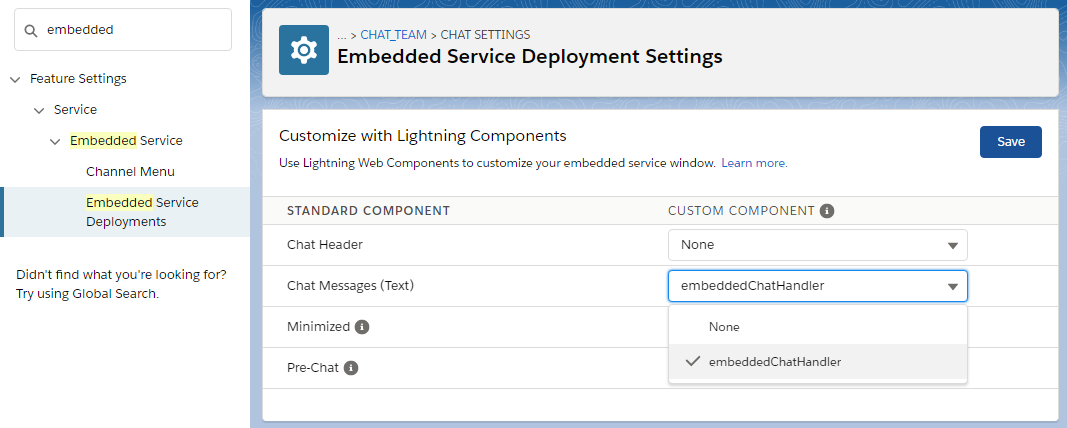 embedded
Feature Settings
Service
Embedded Service
Channel Menu
Embedded Service
Deployments
Didn't find what you're looking for?
Try using Global Search.
... > CHAT_TEAM > CHAT SETTINGS
Embedded Service Deployment Settings
Customize with Lightning Components
Use Lightning Web Components to customize your embedded service window. Learn more.
Save
STANDARD COMPONENT CUSTOM COMPONENT
Chat Header None
Chat Messages (Text) embeddedChatHandler
None
Minimized
embeddedChatHandler
Pre-Chat